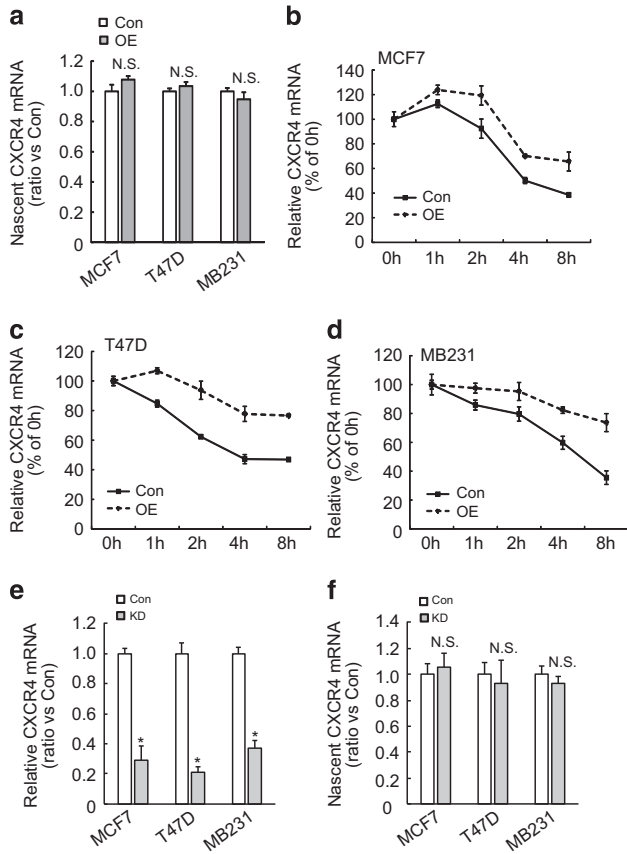 a
Con
OE
Nascent CXCR4 mRNA
(ratio vs Con)
1.2
1.0
0.8
0.6
0.4
0.2
0
N.S.
N.S.
N.S.
MCF7
T47D
MB231
b
MCF7
Relative CXCR4 mRNA
(% of 0h)
140
120
100
80
60
40
20
0
Con
OE
0h
1h
2h
4h
8h
c
T47D
Relative CXCR4 mRNA
(% of 0h)
120
100
80
60
40
20
0
Con
OE
0h
1h
2h
4h
8h
d
MB231
Relative CXCR4 mRNA
(% of 0h)
120
100
80
60
40
20
0
Con
OE
0h
1h
2h
4h
8h
e
Con
KD
Relative CXCR4 mRNA
(ratio vs Con)
1.2
1.0
0.8
0.6
0.4
0.2
0
*
*
*
MCF7
T47D
MB231
f
Con
KD
Nascent CXCR4 mRNA
(ratio vs Con)
1.4
1.2
1.0
0.8
0.6
0.4
0.2
0
N.S.
N.S.
N.S.
MCF7
T47D
MB231